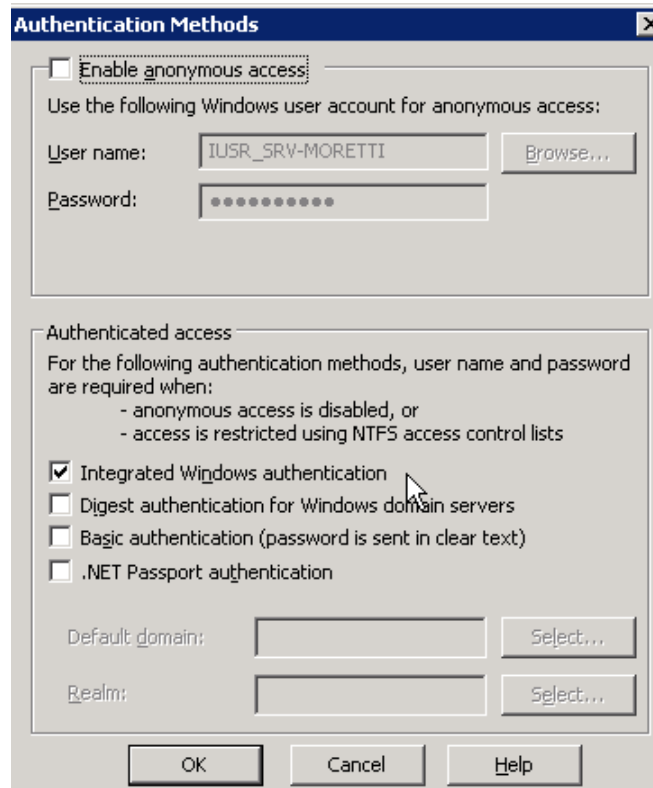 Authentication Methods
Enable anonymous access
Use the following Windows user account for anonymous access:
User name:
IUSR_SRV-MORETTI
Browse...
Password:
●●●●●●●●●●
Authenticated access
For the following authentication methods, user name and password
are required when:
- anonymous access is disabled, or
- access is restricted using NTFS access control lists
Integrated Windows authentication
Digest authentication for Windows domain servers
Basic authentication (password is sent in clear text)
.NET Passport authentication
Default domain:
Select...
Realm:
Select...
OK
Cancel
Help